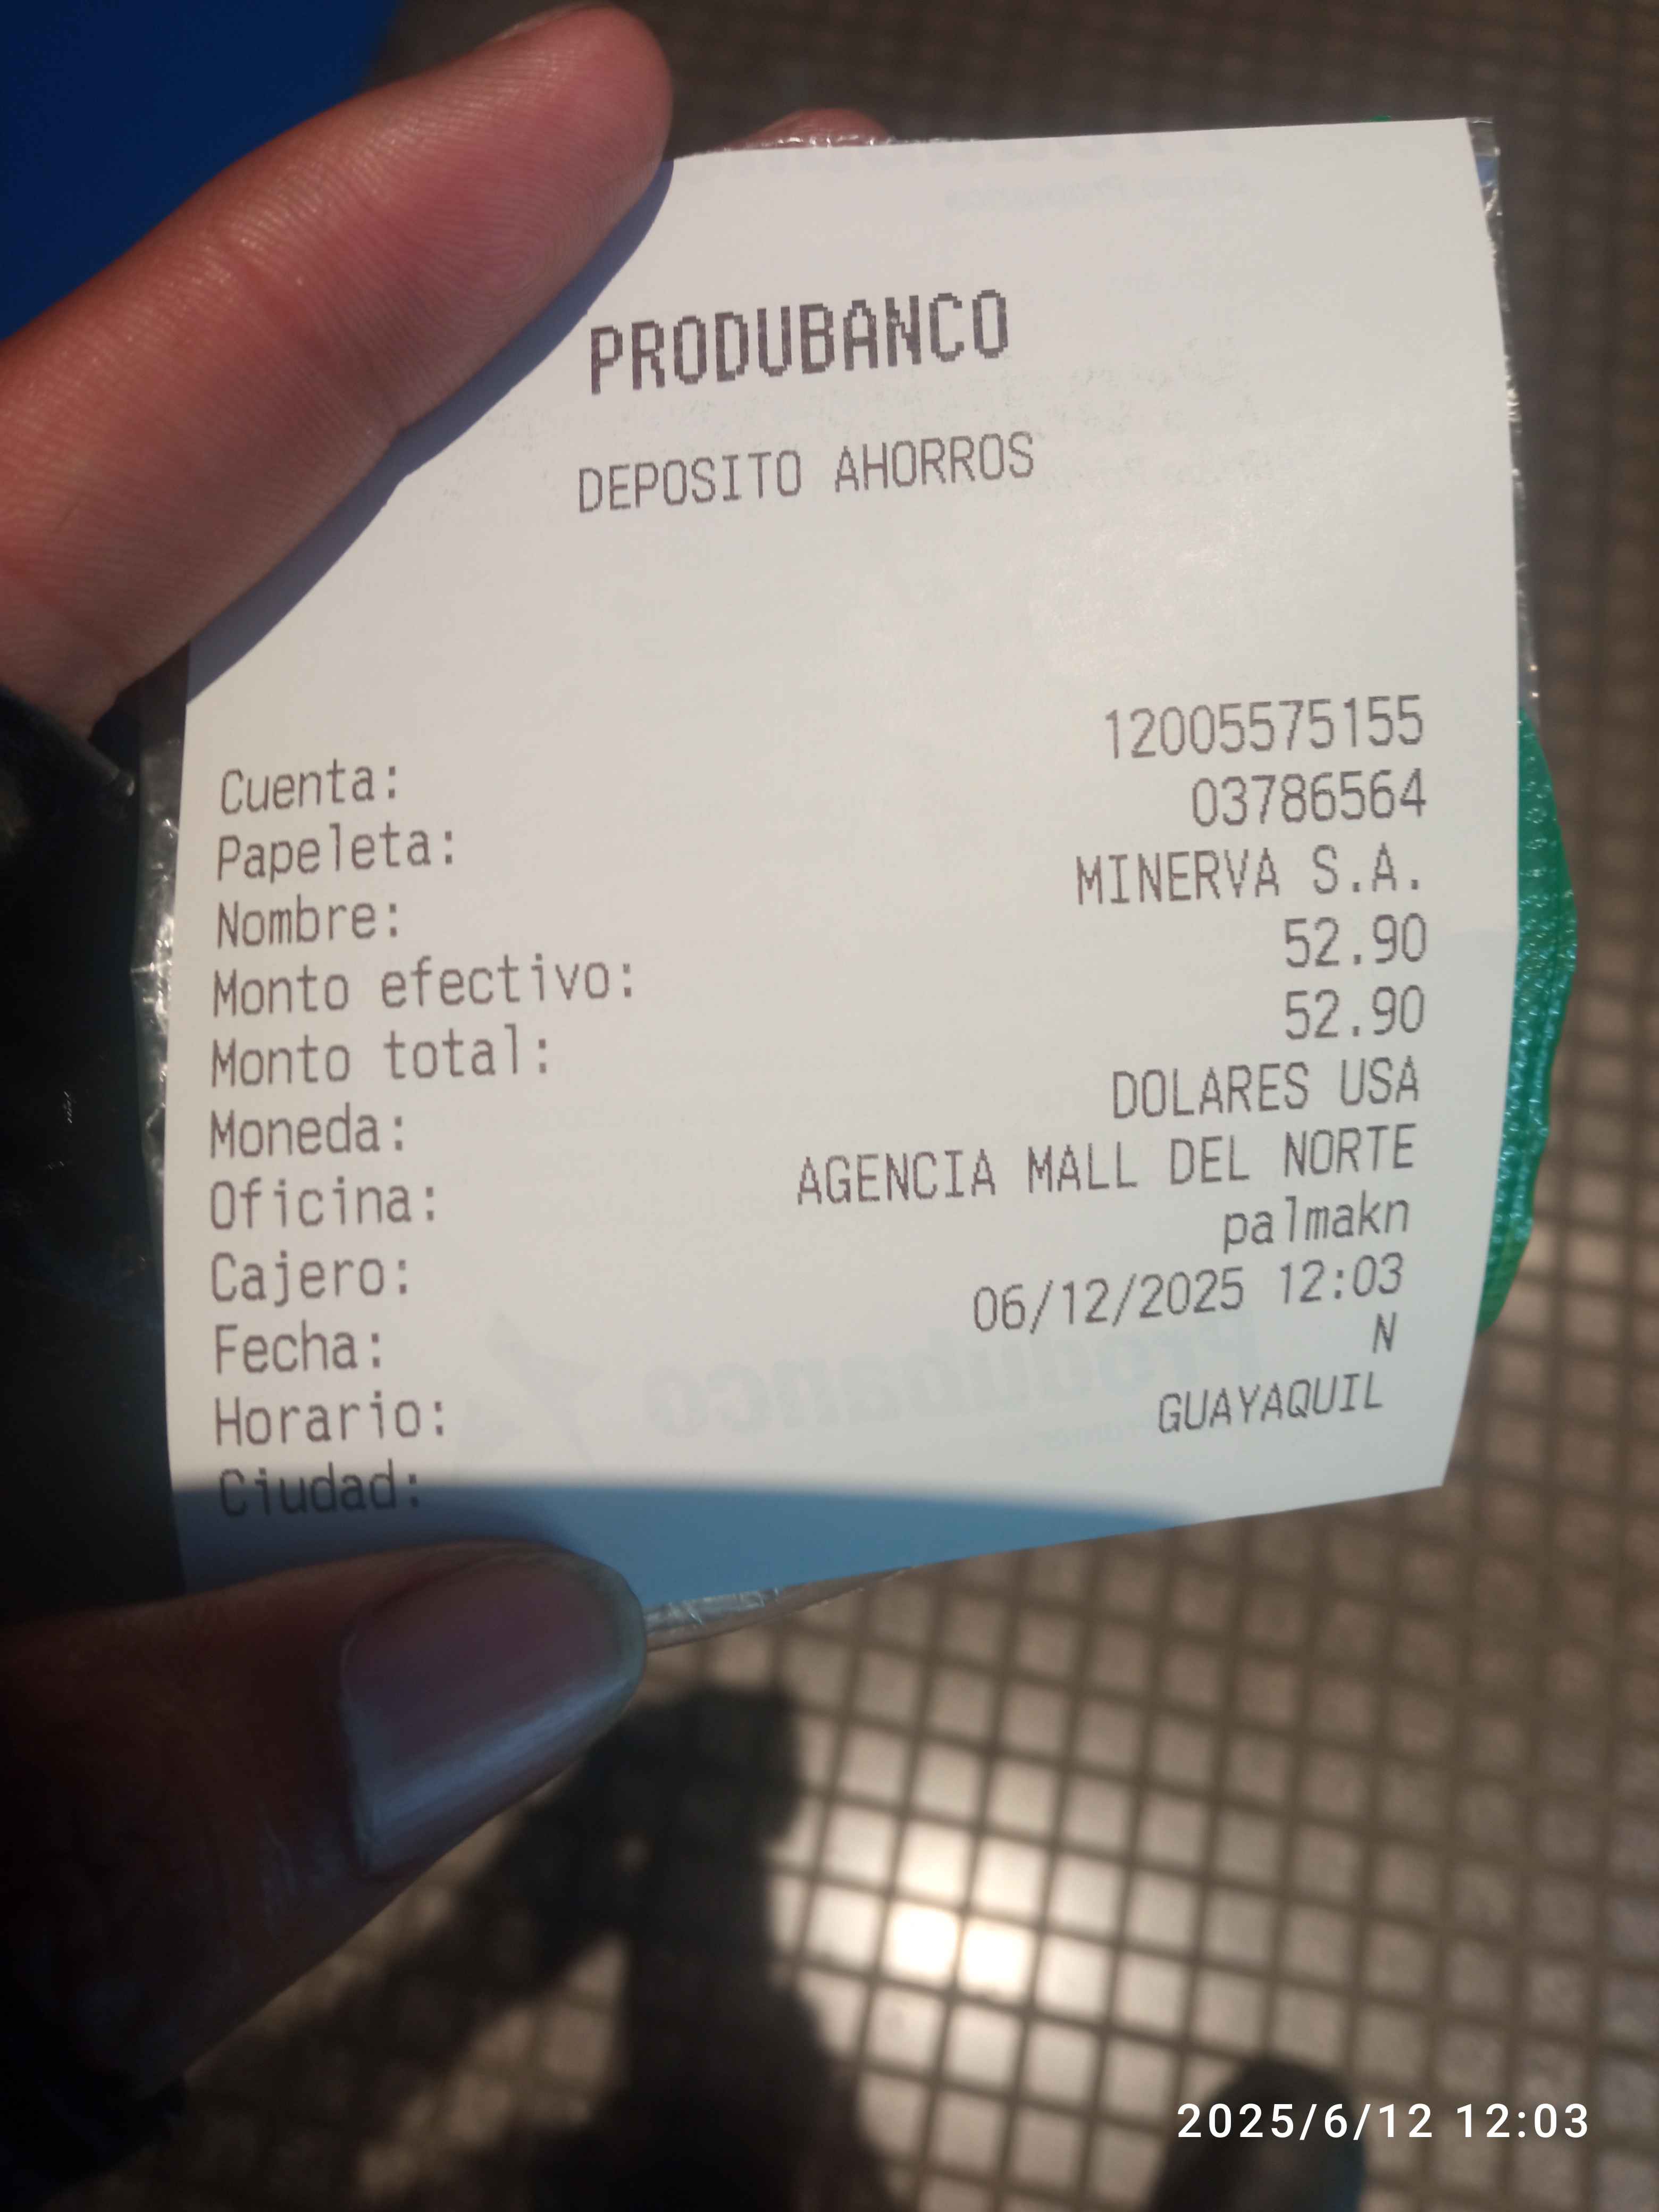 PRODUBANCO
DEPOSITO AHORROS
Cuenta: 12005575155
Papeleta: 03786564
Nombre: MINERVA S.A.
Monto efectivo: 52.90
Monto total: 52.90
Moneda: DOLARES USA
Oficina: AGENCIA MALL DEL NORTE
Cajero: palmakn
Fecha: 06/12/2025 12:03
Horario: N
Ciudad: GUAYAQUIL
Produbanco
2025/6/12 12:03